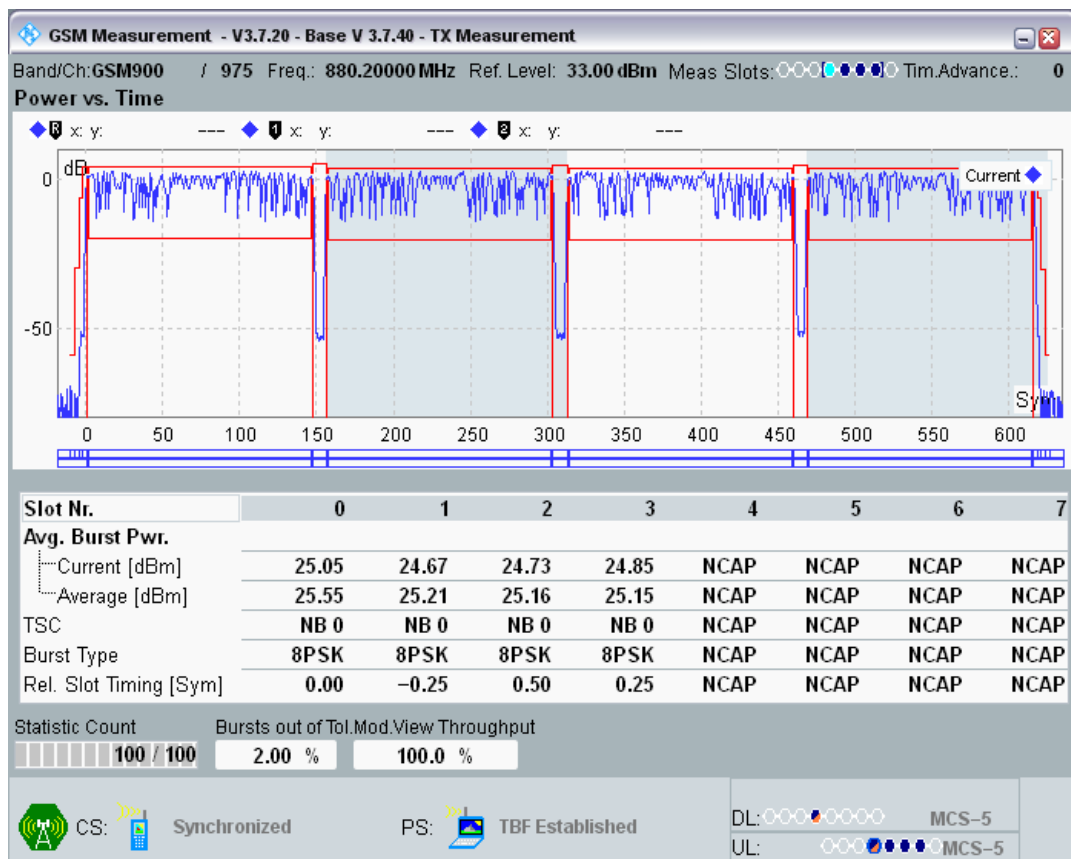 GSM Measurement - V3.7.20 - Base V 3.7.40 - TX Measurement
Band/Ch:GSM900 / 975 Freq.: 880.20000 MHz Ref. Level: 33.00 dBm Meas Slots: Tim.Advance.: 0
Power vs. Time
R x: y: --- 1 x: y: --- 2 x: y: ---
dB
Current
0
-50
Sym
0 50 100 150 200 250 300 350 400 450 500 550 600
Slot Nr. 0 1 2 3 4 5 6 7
Avg. Burst Pwr.
Current [dBm] 25.05 24.67 24.73 24.85 NCAP NCAP NCAP NCAP
Average [dBm] 25.55 25.21 25.16 25.15 NCAP NCAP NCAP NCAP
TSC NB 0 NB 0 NB 0 NB 0 NCAP NCAP NCAP NCAP
Burst Type 8PSK 8PSK 8PSK 8PSK NCAP NCAP NCAP NCAP
Rel. Slot Timing [Sym] 0.00 −0.25 0.50 0.25 NCAP NCAP NCAP NCAP
Statistic Count Bursts out of Tol.Mod.View Throughput
100 / 100 2.00 % 100.0 %
CS: Synchronized PS: TBF Established
DL: MCS−5
UL: MCS−5